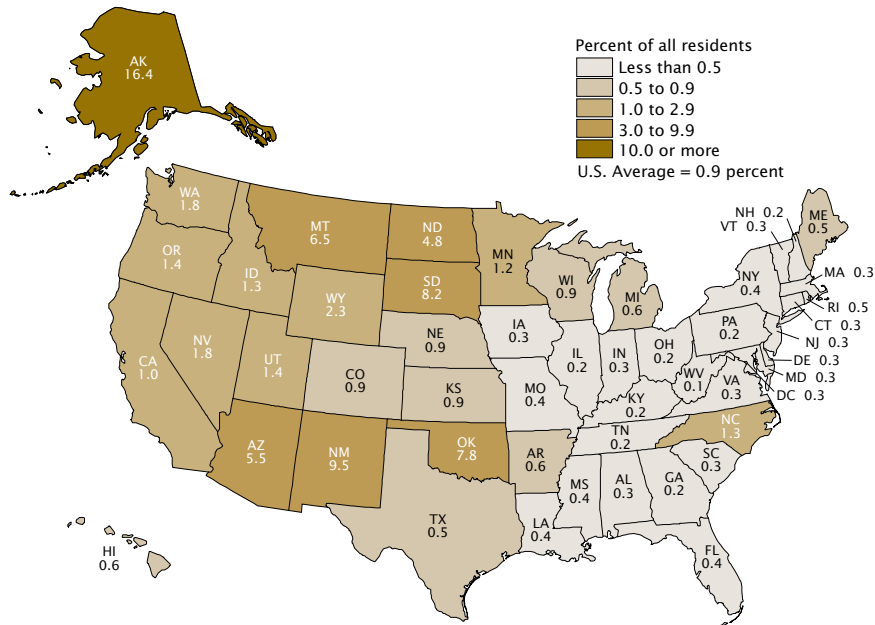 Percent of all residents
Less than 0.5
0.5 to 0.9
1.0 to 2.9
3.0 to 9.9
10.0 or more
U.S. Average = 0.9 percent
AK
16.4
WA
1.8
OR
1.4
CA
1.0
ID
1.3
NV
1.8
MT
6.5
WY
2.3
UT
1.4
AZ
5.5
CO
0.9
NM
9.5
ND
4.8
SD
8.2
NE
0.9
KS
0.9
OK
7.8
TX
0.5
MN
1.2
IA
0.3
MO
0.4
AR
0.6
LA
0.4
WI
0.9
IL
0.2
MI
0.6
IN
0.3
OH
0.2
KY
0.2
TN
0.2
MS
0.4
AL
0.3
GA
0.2
FL
0.4
SC
0.3
NC
1.3
VA
0.3
WV
0.1
PA
0.2
NY
0.4
NH 0.2
VT 0.3
ME
0.5
MA 0.3
RI 0.5
CT 0.3
NJ 0.3
DE 0.3
MD 0.3
DC 0.3
HI
0.6